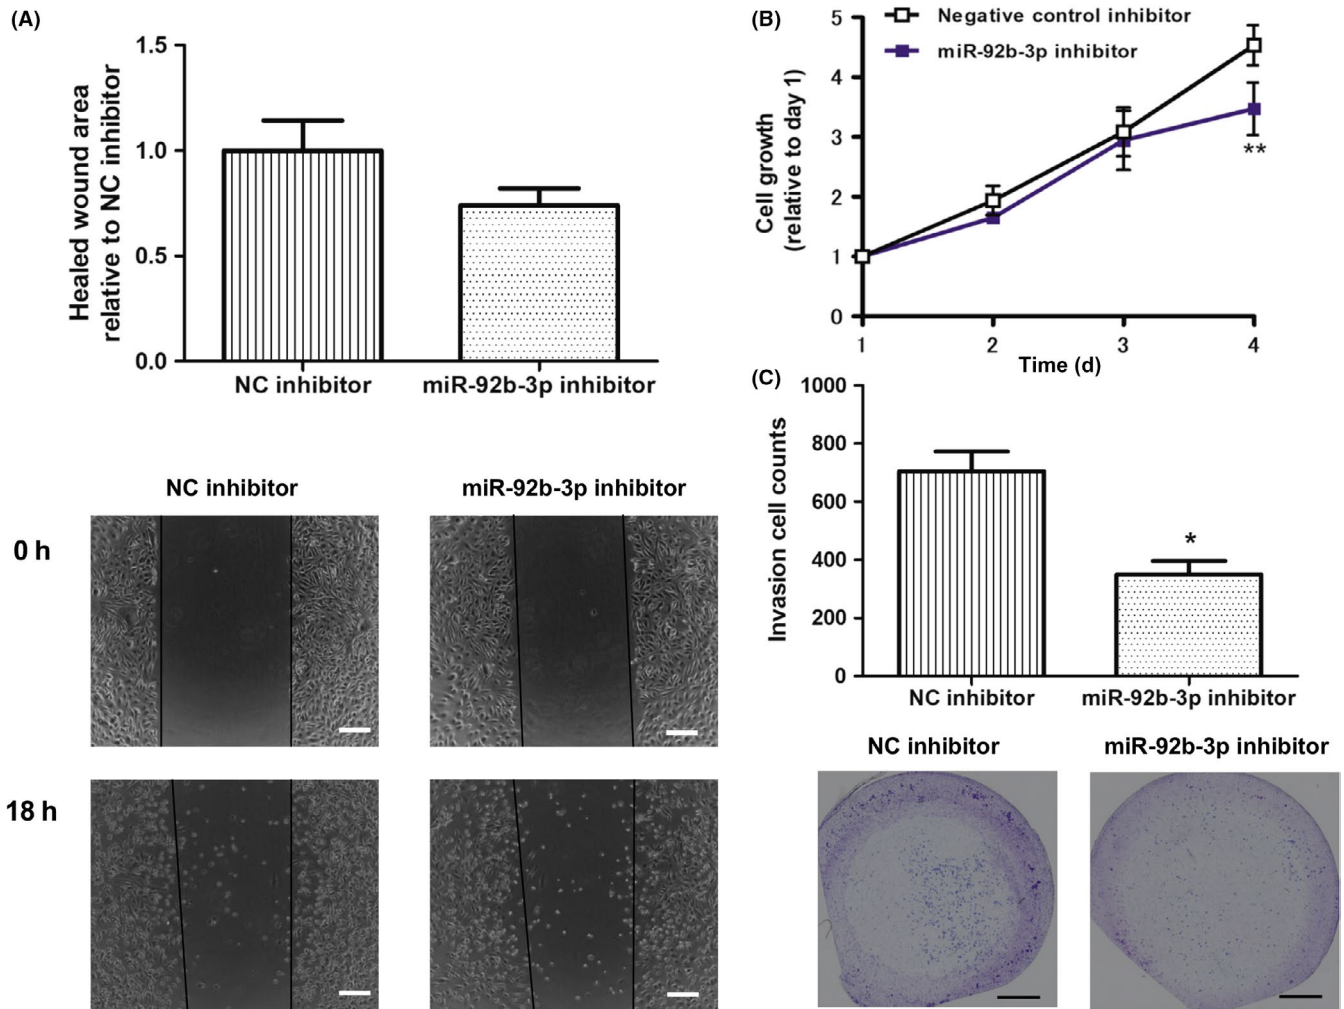 (A)
Healed wound area
relative to NC inhibitor
1.5
1.0
0.5
0.0
NC inhibitor
miR-92b-3p inhibitor
NC inhibitor
miR-92b-3p inhibitor
0 h
18 h
(B)
Negative control inhibitor
miR-92b-3p inhibitor
Cell growth
(relative to day 1)
5
4
3
2
1
0
**
1
2
3
4
Time (d)
(C)
Invasion cell counts
1000
800
600
400
200
0
*
NC inhibitor
miR-92b-3p inhibitor
NC inhibitor
miR-92b-3p inhibitor